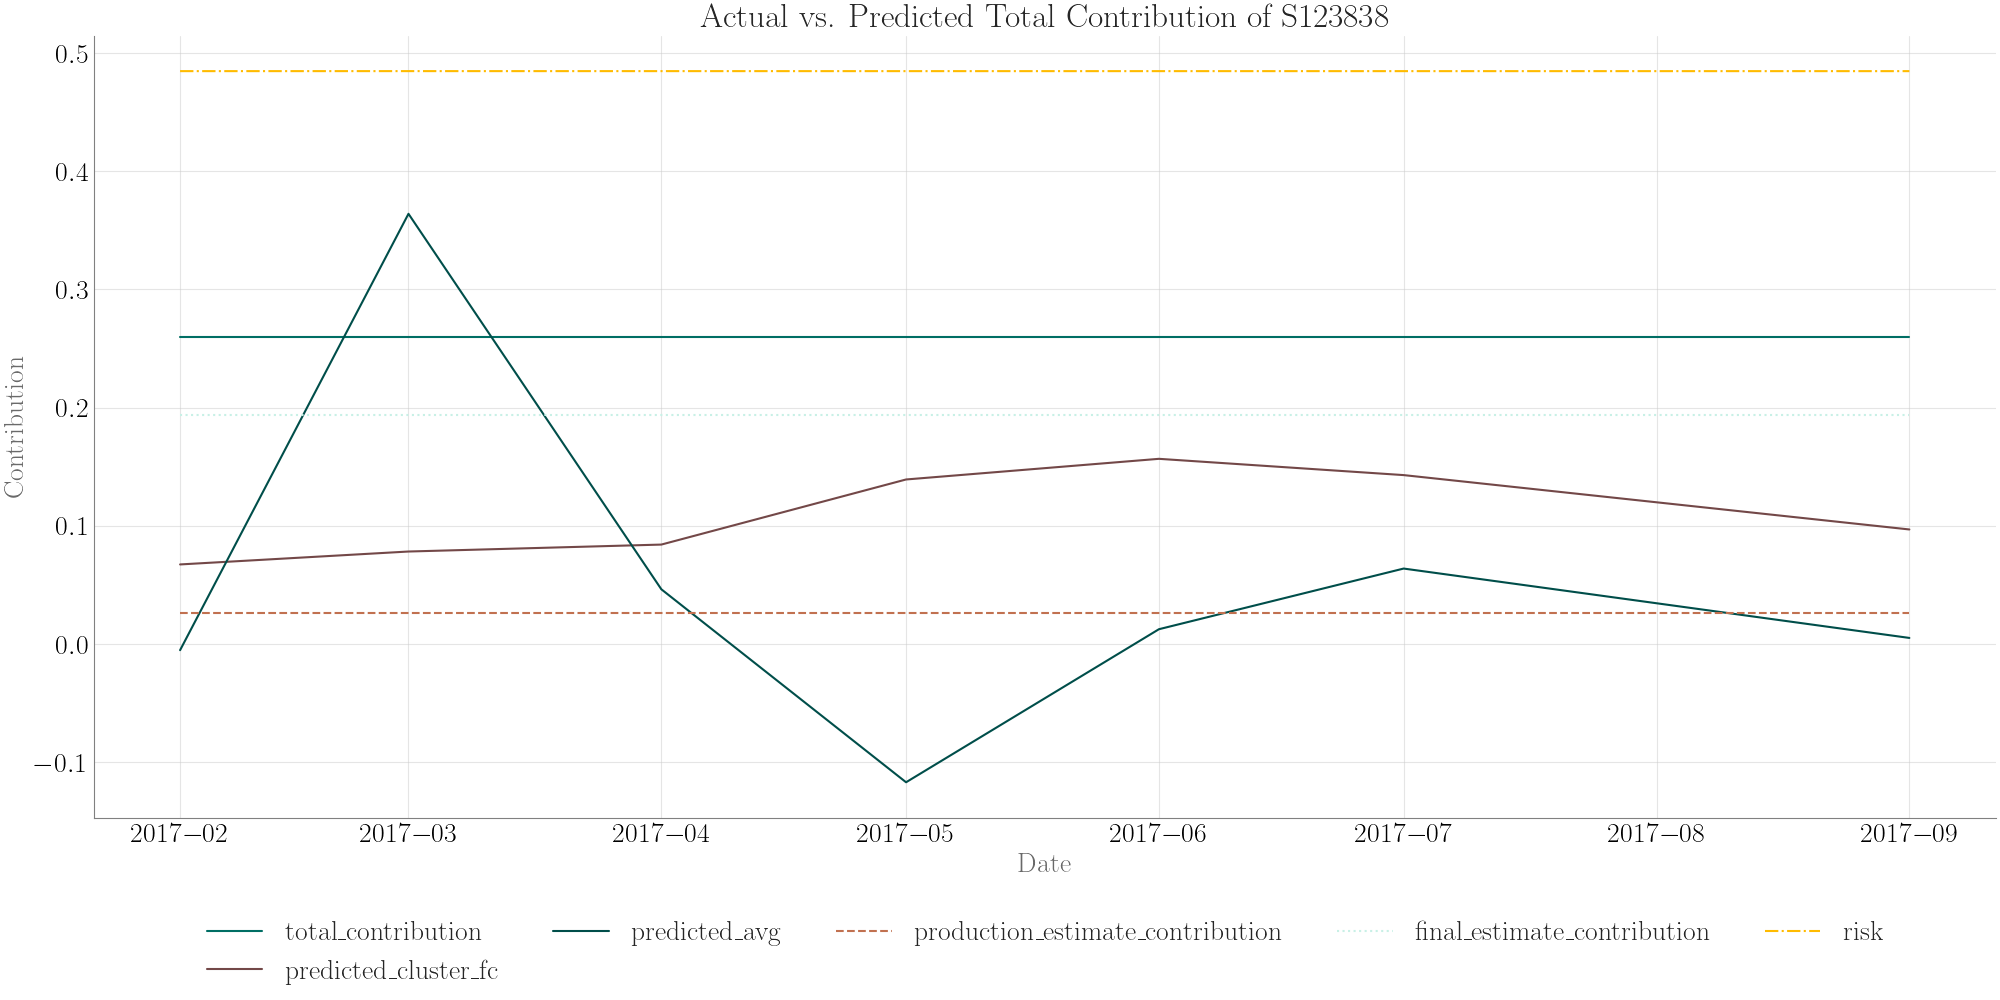 Actual vs. Predicted Total Contribution of S123838
0.5
0.4
0.3
0.2
0.1
0.0
−0.1
Contribution
2017−02 2017−03 2017−04 2017−05 2017−06 2017−07 2017−08 2017−09
Date
total_contribution predicted_avg production_estimate_contribution final_estimate_contribution risk
predicted_cluster_fc